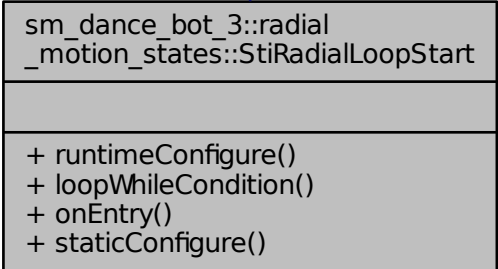 sm_dance_bot_3::radial
_motion_states::StiRadialLoopStart
+ runtimeConfigure()
+ loopWhileCondition()
+ onEntry()
+ staticConfigure()